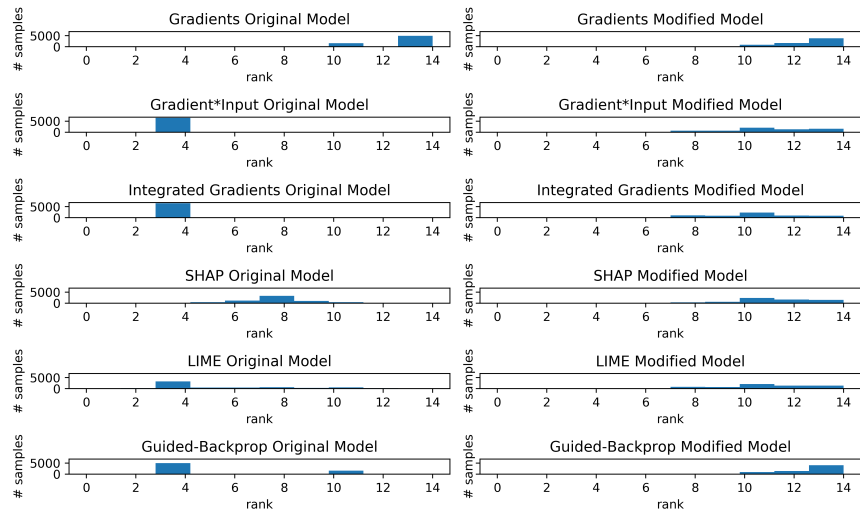 Gradients Original Model
# samples
5000
0
0 2 4 6 8 10 12 14
rank
Gradients Modified Model
# samples
0 2 4 6 8 10 12 14
rank
Gradient*Input Original Model
# samples
5000
0
0 2 4 6 8 10 12 14
rank
Gradient*Input Modified Model
# samples
0 2 4 6 8 10 12 14
rank
Integrated Gradients Original Model
# samples
5000
0
0 2 4 6 8 10 12 14
rank
Integrated Gradients Modified Model
# samples
0 2 4 6 8 10 12 14
rank
SHAP Original Model
# samples
5000
0
0 2 4 6 8 10 12 14
rank
SHAP Modified Model
# samples
0 2 4 6 8 10 12 14
rank
LIME Original Model
# samples
5000
0
0 2 4 6 8 10 12 14
rank
LIME Modified Model
# samples
0 2 4 6 8 10 12 14
rank
Guided-Backprop Original Model
# samples
5000
0
0 2 4 6 8 10 12 14
rank
Guided-Backprop Modified Model
# samples
0 2 4 6 8 10 12 14
rank